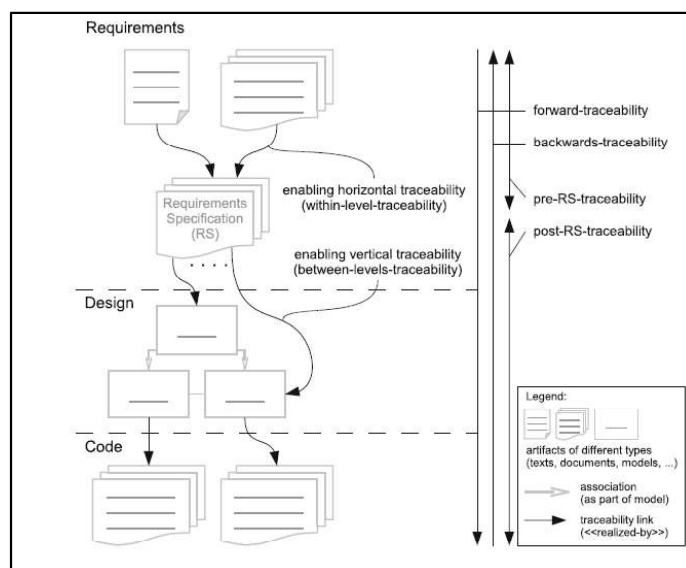 Requirements
forward-traceability
backwards-traceability
enabling horizontal traceability
(within-level-traceability)
pre-RS-traceability
Requirements
Specification
(RS)
post-RS-traceability
enabling vertical traceability
(between-levels-traceability)
Design
Legend:
artifacts of different types
(texts, documents, models, ...)
Code
association
(as part of model)
traceability link
(<<realized-by>>)